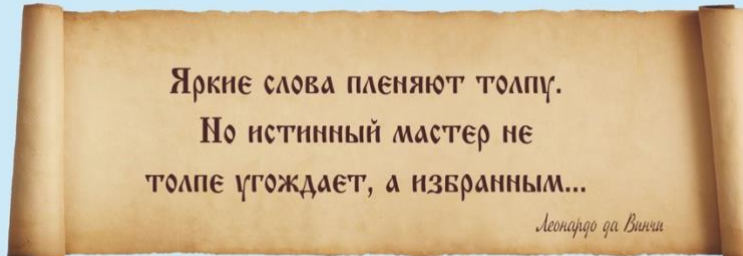 Яркие слова пленяют толпу.
Но истинный мастер не
толпе угождает, а избранным...
Леонардо да Винчи